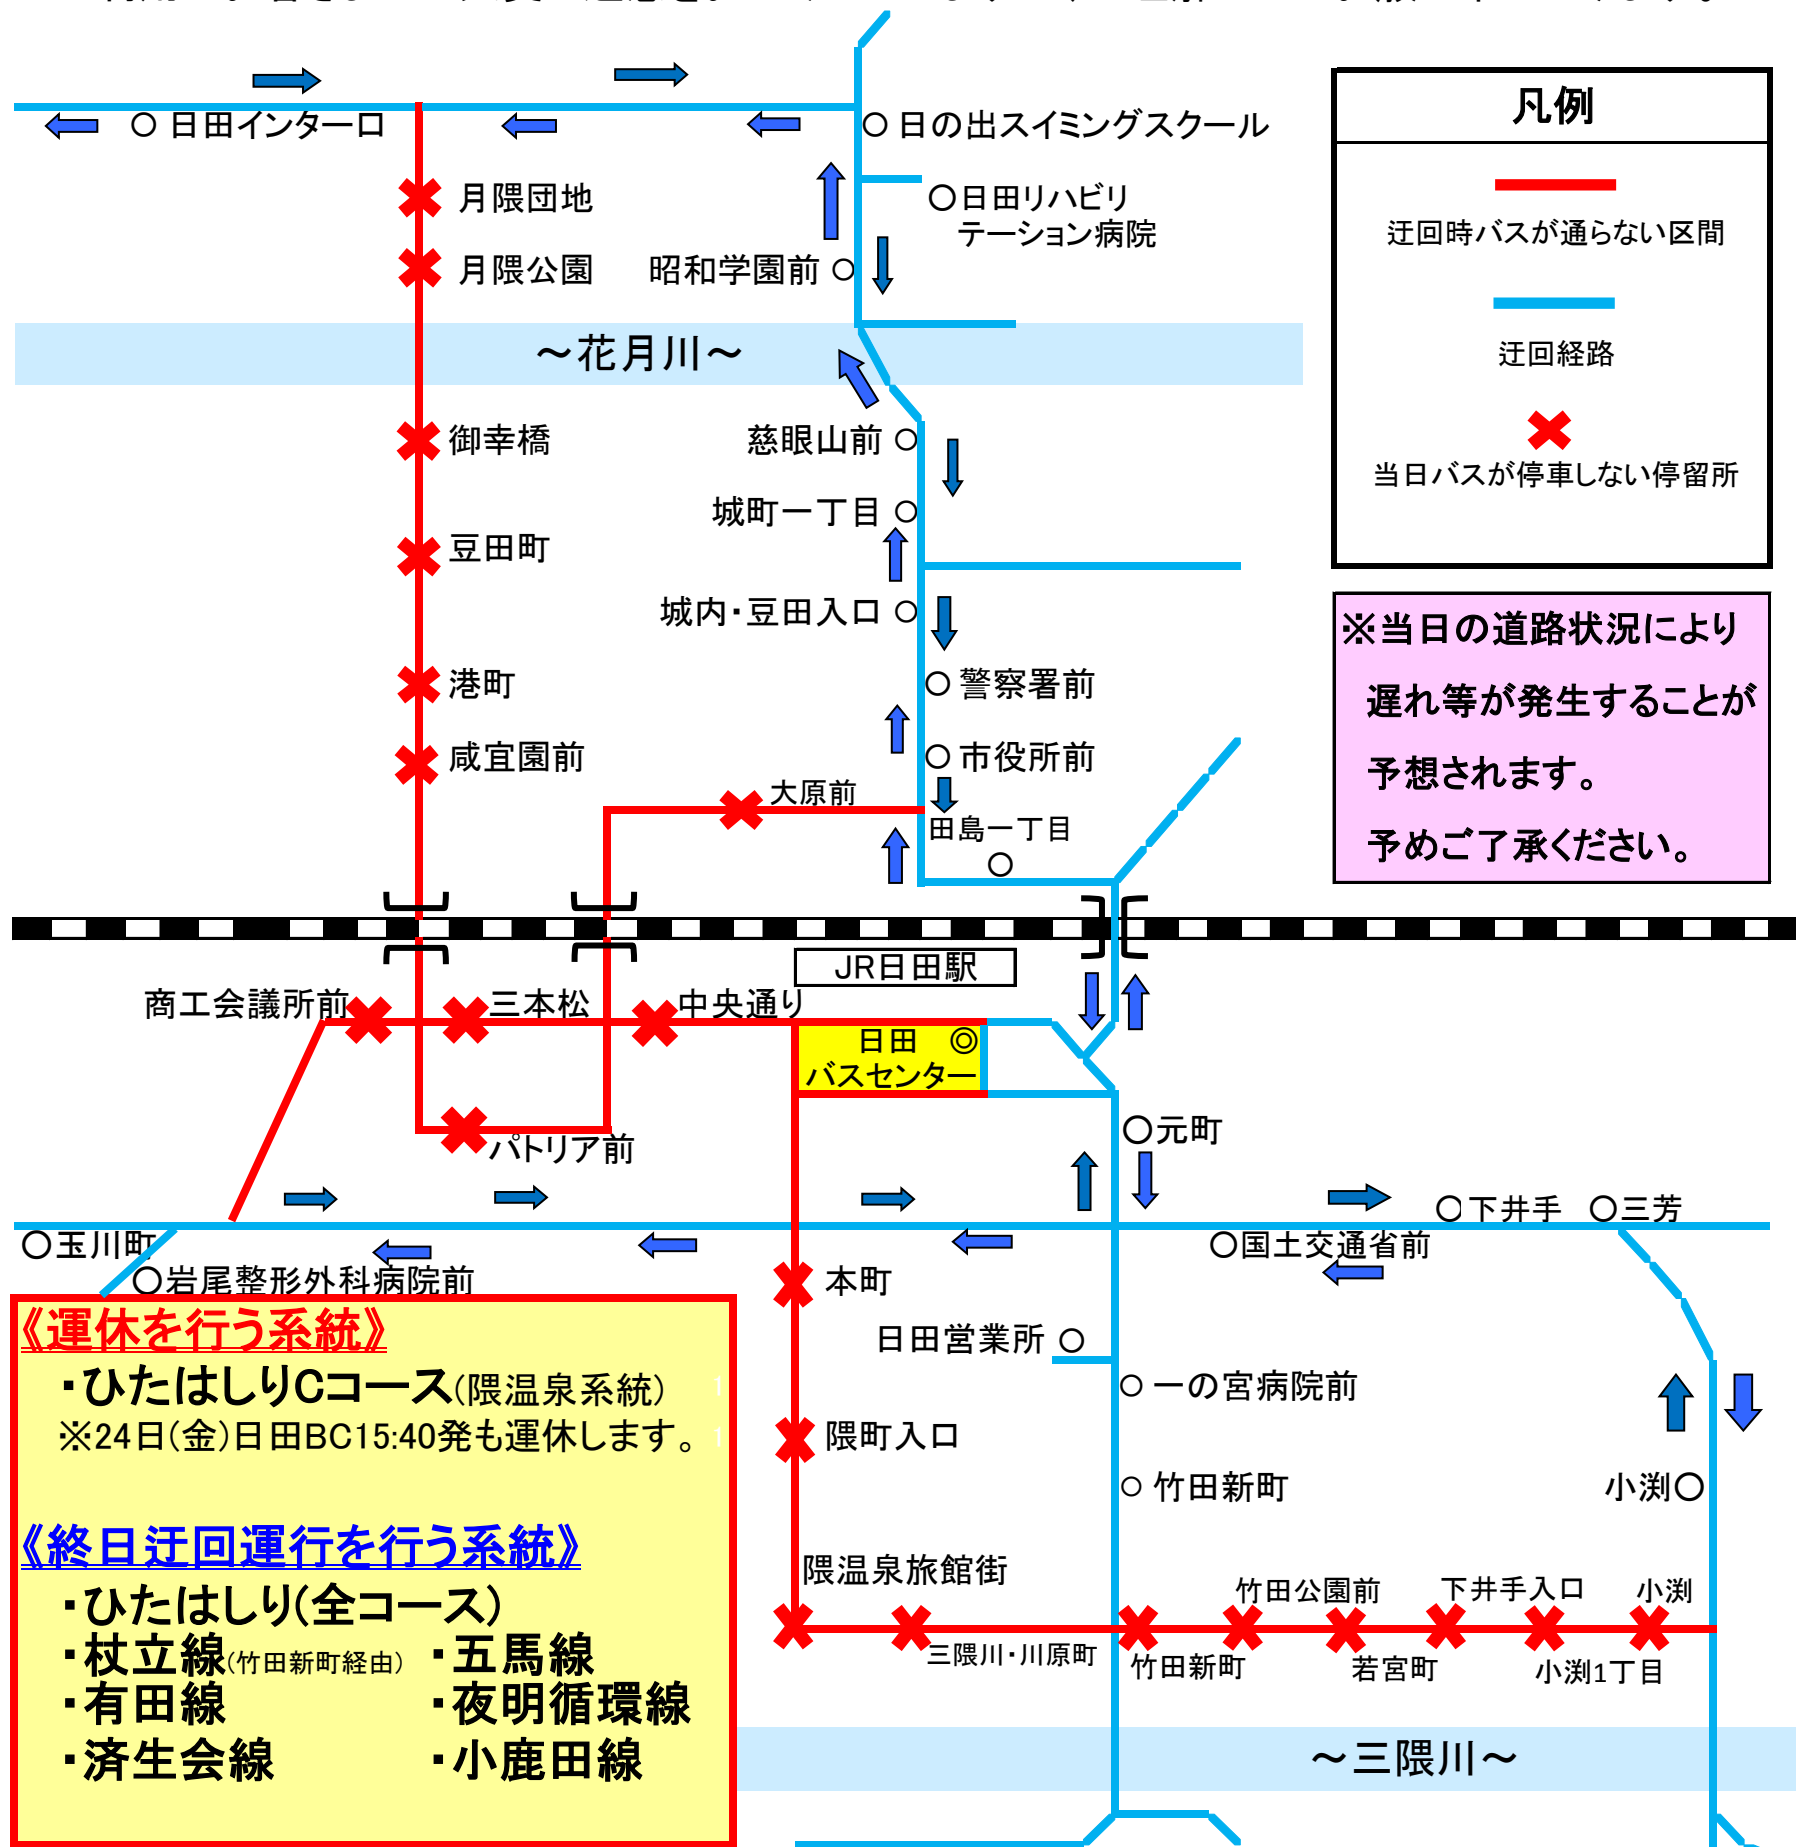 凡例
迂回時バスが通らない区間
迂回経路
当日バスが停車しない停留所
※当日の道路状況により
遅れ等が発生することが
予想されます。
予めご了承ください。
○ 日田インター口
○ 日の出スイミングスクール
月隈団地
○日田リハビリ
テーション病院
月隈公園
昭和学園前 ○
～花月川～
御幸橋
慈眼山前 ○
城町一丁目 ○
豆田町
城内・豆田入口 ○
港町
○ 警察署前
咸宜園前
○ 市役所前
大原前
田島一丁目
○
JR日田駅
商工会議所前
三本松
中央通り
日田 ◎
バスセンター
パトリア前
○元町
○下井手
○三芳
○玉川町
○国土交通省前
○岩尾整形外科病院前
本町
日田営業所 ○
○ 一の宮病院前
隈町入口
○ 竹田新町
小渕○
隈温泉旅館街
竹田公園前
下井手入口
小渕
三隈川・川原町
竹田新町
若宮町
小渕1丁目
～三隈川～
《運休を行う系統》
・ひたはしりCコース(隈温泉系統)
※24日(金)日田BC15:40発も運休します。
《終日迂回運行を行う系統》
・ひたはしり(全コース)
・杖立線(竹田新町経由) ・五馬線
・有田線 ・夜明循環線
・済生会線 ・小鹿田線